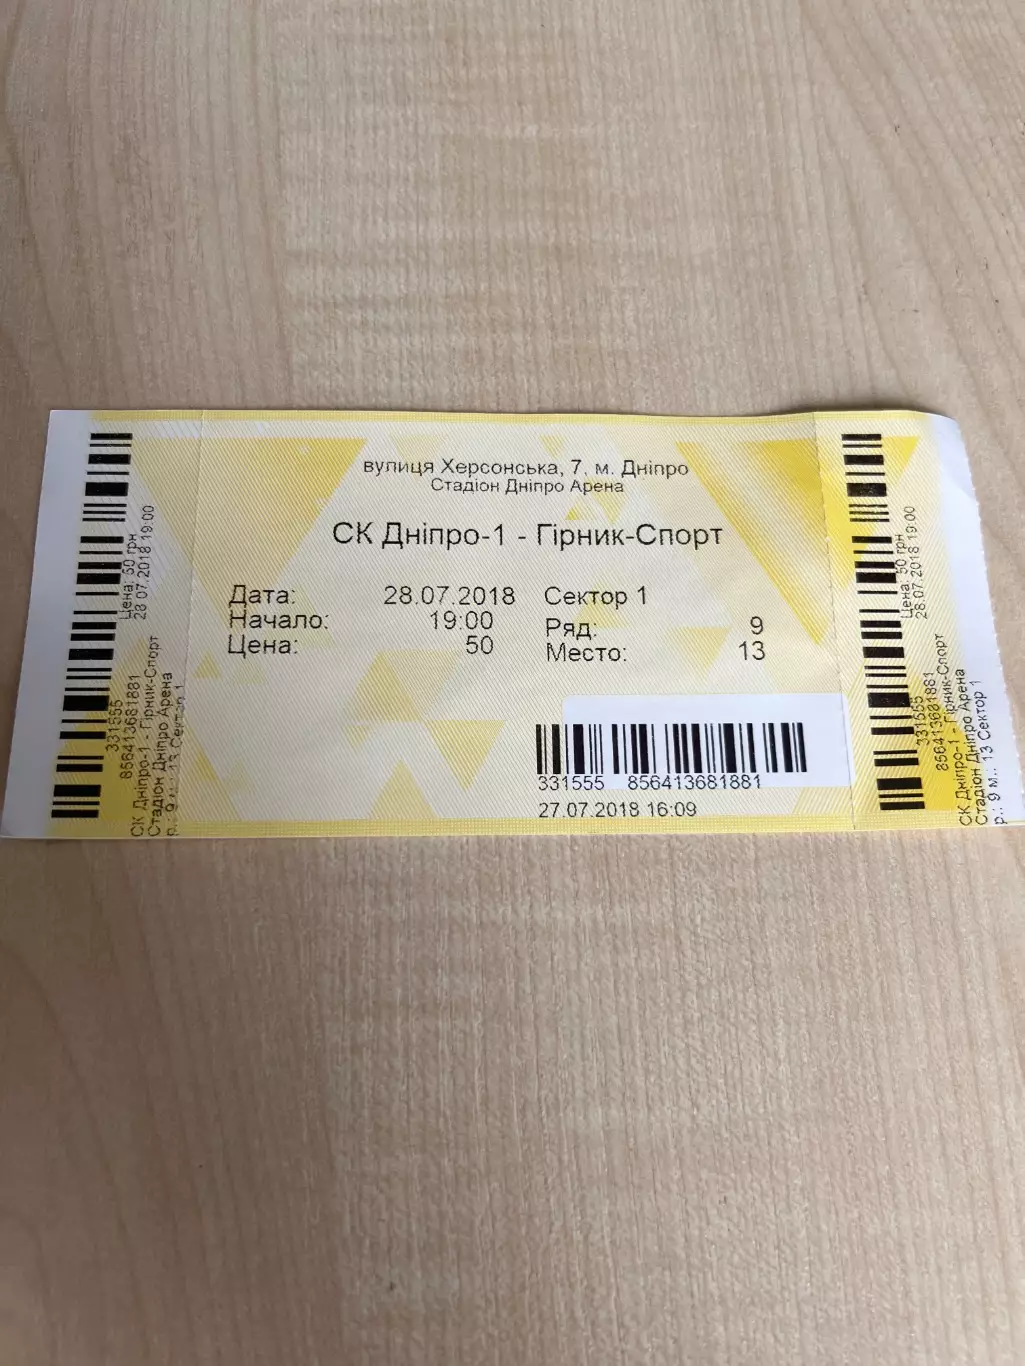 вулиця Херсонська, 7, м. Дніпро
Стадіон Дніпро Арена
СК Дніпро-1 - Гірник-Спорт
Дата: 28.07.2018 Сектор 1
Начало: 19:00 Ряд: 9
Цена: 50 Место: 13
331555 856413681881
27.07.2018 16:09
Цена: 50 грн
28.07.2018 19:00
331555
856413681881
СК Дніпро-1 - Гірник-Спорт
Стадіон Дніпро Арена
р.: 9 м.: 13 Сектор 1
Цена: 50 грн
28.07.2018 19:00
331555
856413681881
СК Дніпро-1 - Гірник-Спорт
Стадіон Дніпро Арена
р.: 9 м.: 13 Сектор 1